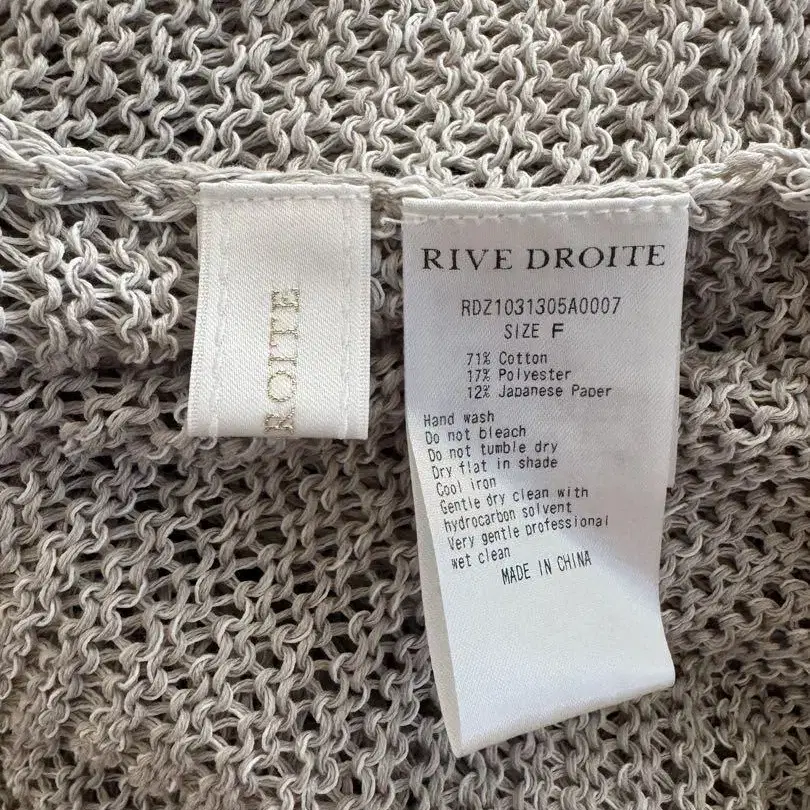 ROITE
RIVE DROITE
RDZ1031305A0007
SIZE F
71% Cotton
17% Polyester
12% Japanese Paper
Hand wash
Do not bleach
Do not tumble dry
Dry flat in shade
Cool iron
Gentle dry clean with
hydrocarbon solvent
Very gentle professional
wet clean
MADE IN CHINA